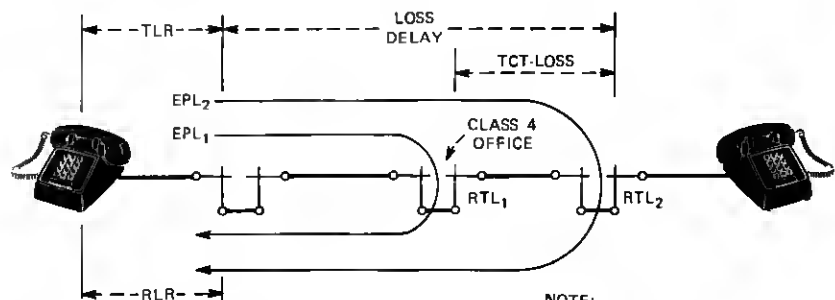 TLR
LOSS
DELAY
TCT-LOSS
EPL2
EPL1
CLASS 4
OFFICE
RTL1
RTL2
RLR
NOTE: